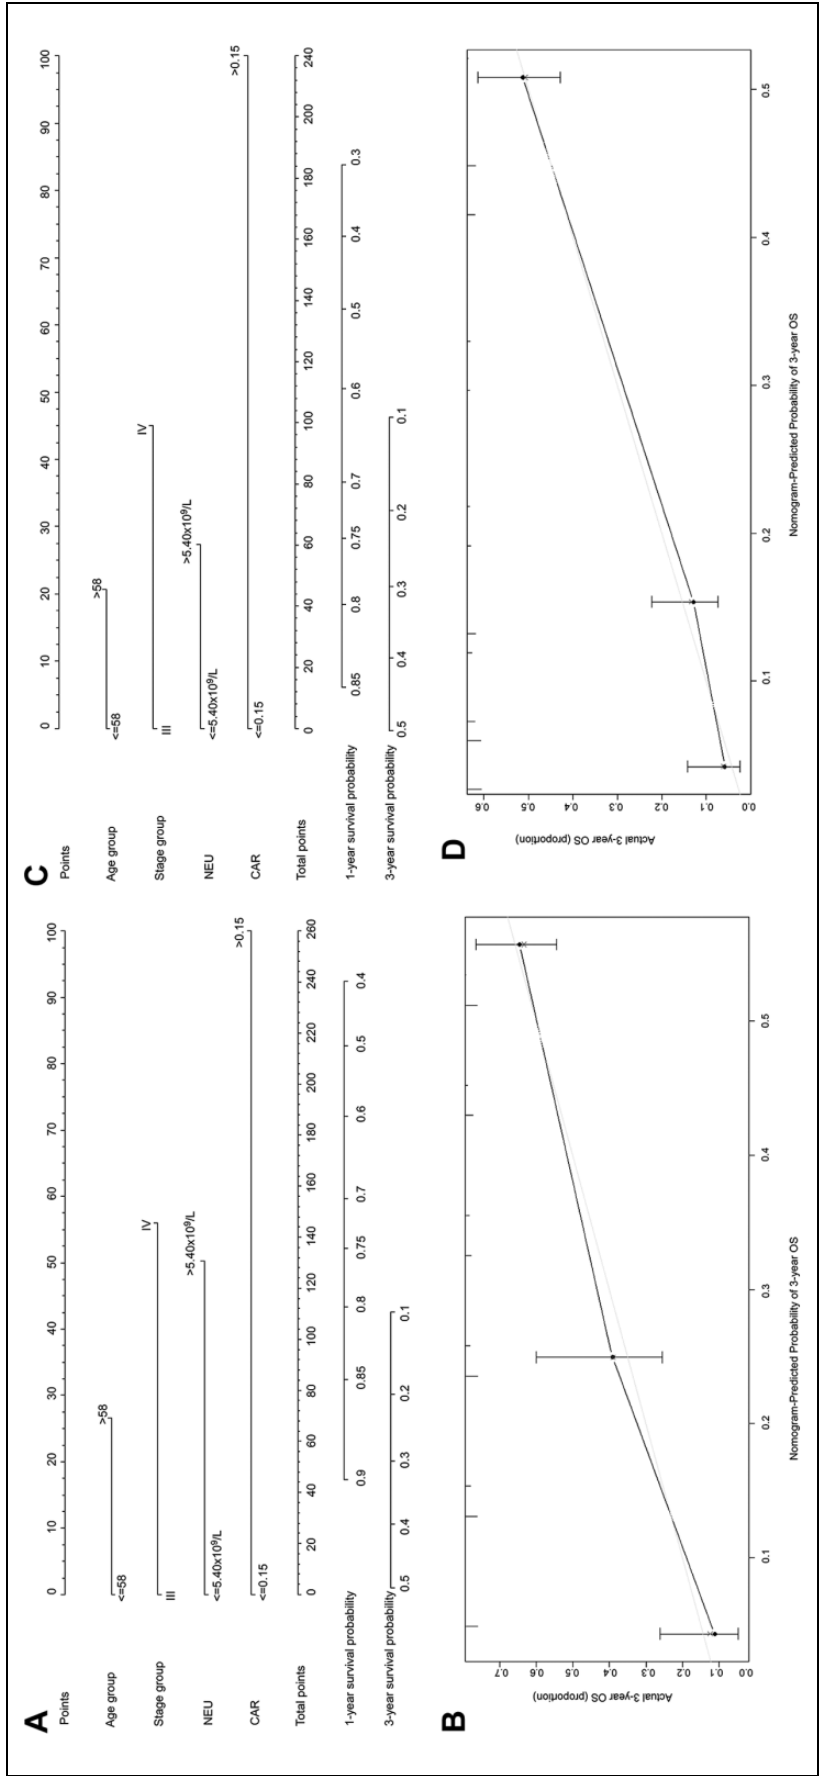 A
Points
0 10 20 30 40 50 60 70 80 90 100
Age group
<=58 >58
Stage group
III IV
NEU
<=5.40x10⁹/L >5.40x10⁹/L
CAR
<=0.15 >0.15
Total points
0 20 40 60 80 100 120 140 160 180 200 220 240 260
1-year survival probability
0.9 0.85 0.8 0.75 0.7 0.6 0.5 0.4
3-year survival probability
0.5 0.4 0.3 0.2 0.1
C
Points
0 10 20 30 40 50 60 70 80 90 100
Age group
<=58 >58
Stage group
III IV
NEU
<=5.40x10⁹/L >5.40x10⁹/L
CAR
<=0.15 >0.15
Total points
0 20 40 60 80 100 120 140 160 180 200 240
1-year survival probability
0.85 0.8 0.75 0.7 0.6 0.5 0.4 0.3
3-year survival probability
0.5 0.4 0.3 0.2 0.1
B
Actual 3-year OS (proportion)
0.0 0.1 0.2 0.3 0.4 0.5 0.6 0.7
0.1 0.2 0.3 0.4 0.5
Nomogram-Predicted Probability of 3-year OS
D
Actual 3-year OS (proportion)
0.0 0.1 0.2 0.3 0.4 0.5 0.6
0.1 0.2 0.3 0.4 0.5
Nomogram-Predicted Probability of 3-year OS